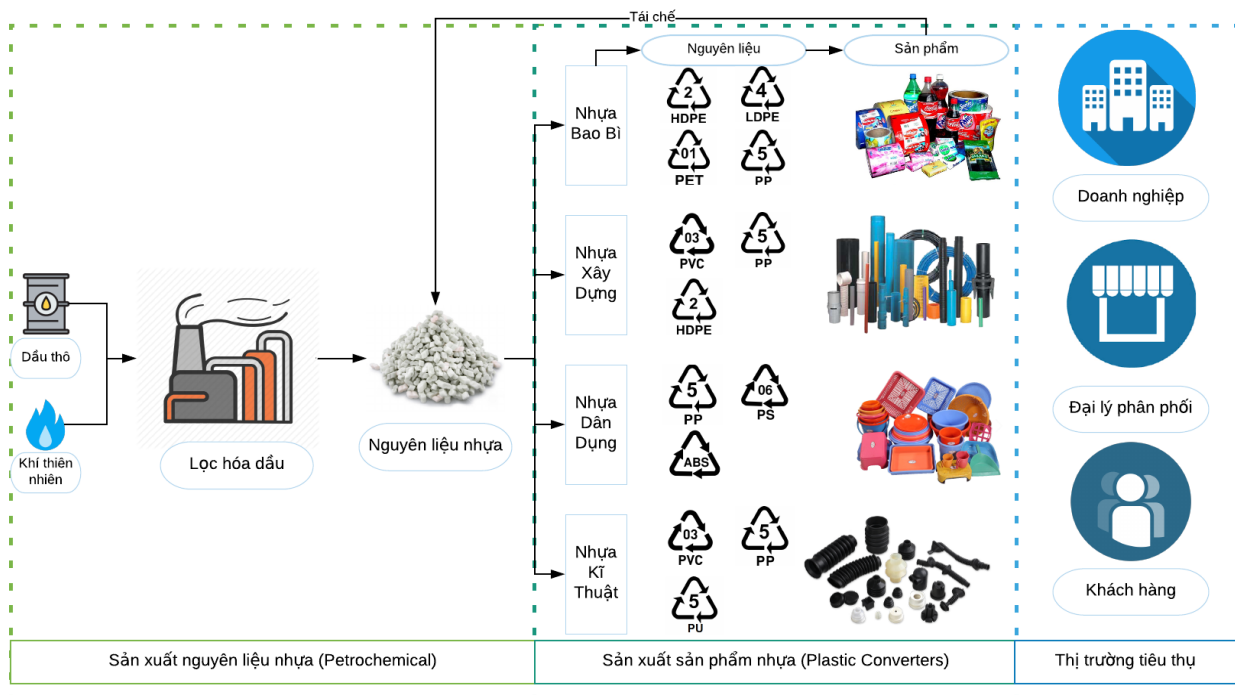 Tái chế
Nguyên liệu
Sản phẩm
Nhựa
Bao Bì
2
HDPE
4
LDPE
01
PET
5
PP
Nhựa
Xây
Dựng
03
PVC
5
PP
2
HDPE
Nhựa
Dân
Dụng
5
PP
06
PS
ABS
Nhựa
Kĩ
Thuật
03
PVC
5
PP
5
PU
Dầu thô
Khí thiên
nhiên
Lọc hóa dầu
Nguyên liệu nhựa
Doanh nghiệp
Đại lý phân phối
Khách hàng
Sản xuất nguyên liệu nhựa (Petrochemical)
Sản xuất sản phẩm nhựa (Plastic Converters)
Thị trường tiêu thụ